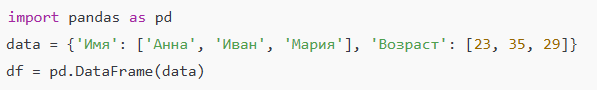 import pandas as pd
data = {'Имя': ['Анна', 'Иван', 'Мария'], 'Возраст': [23, 35, 29]}
df = pd.DataFrame(data)